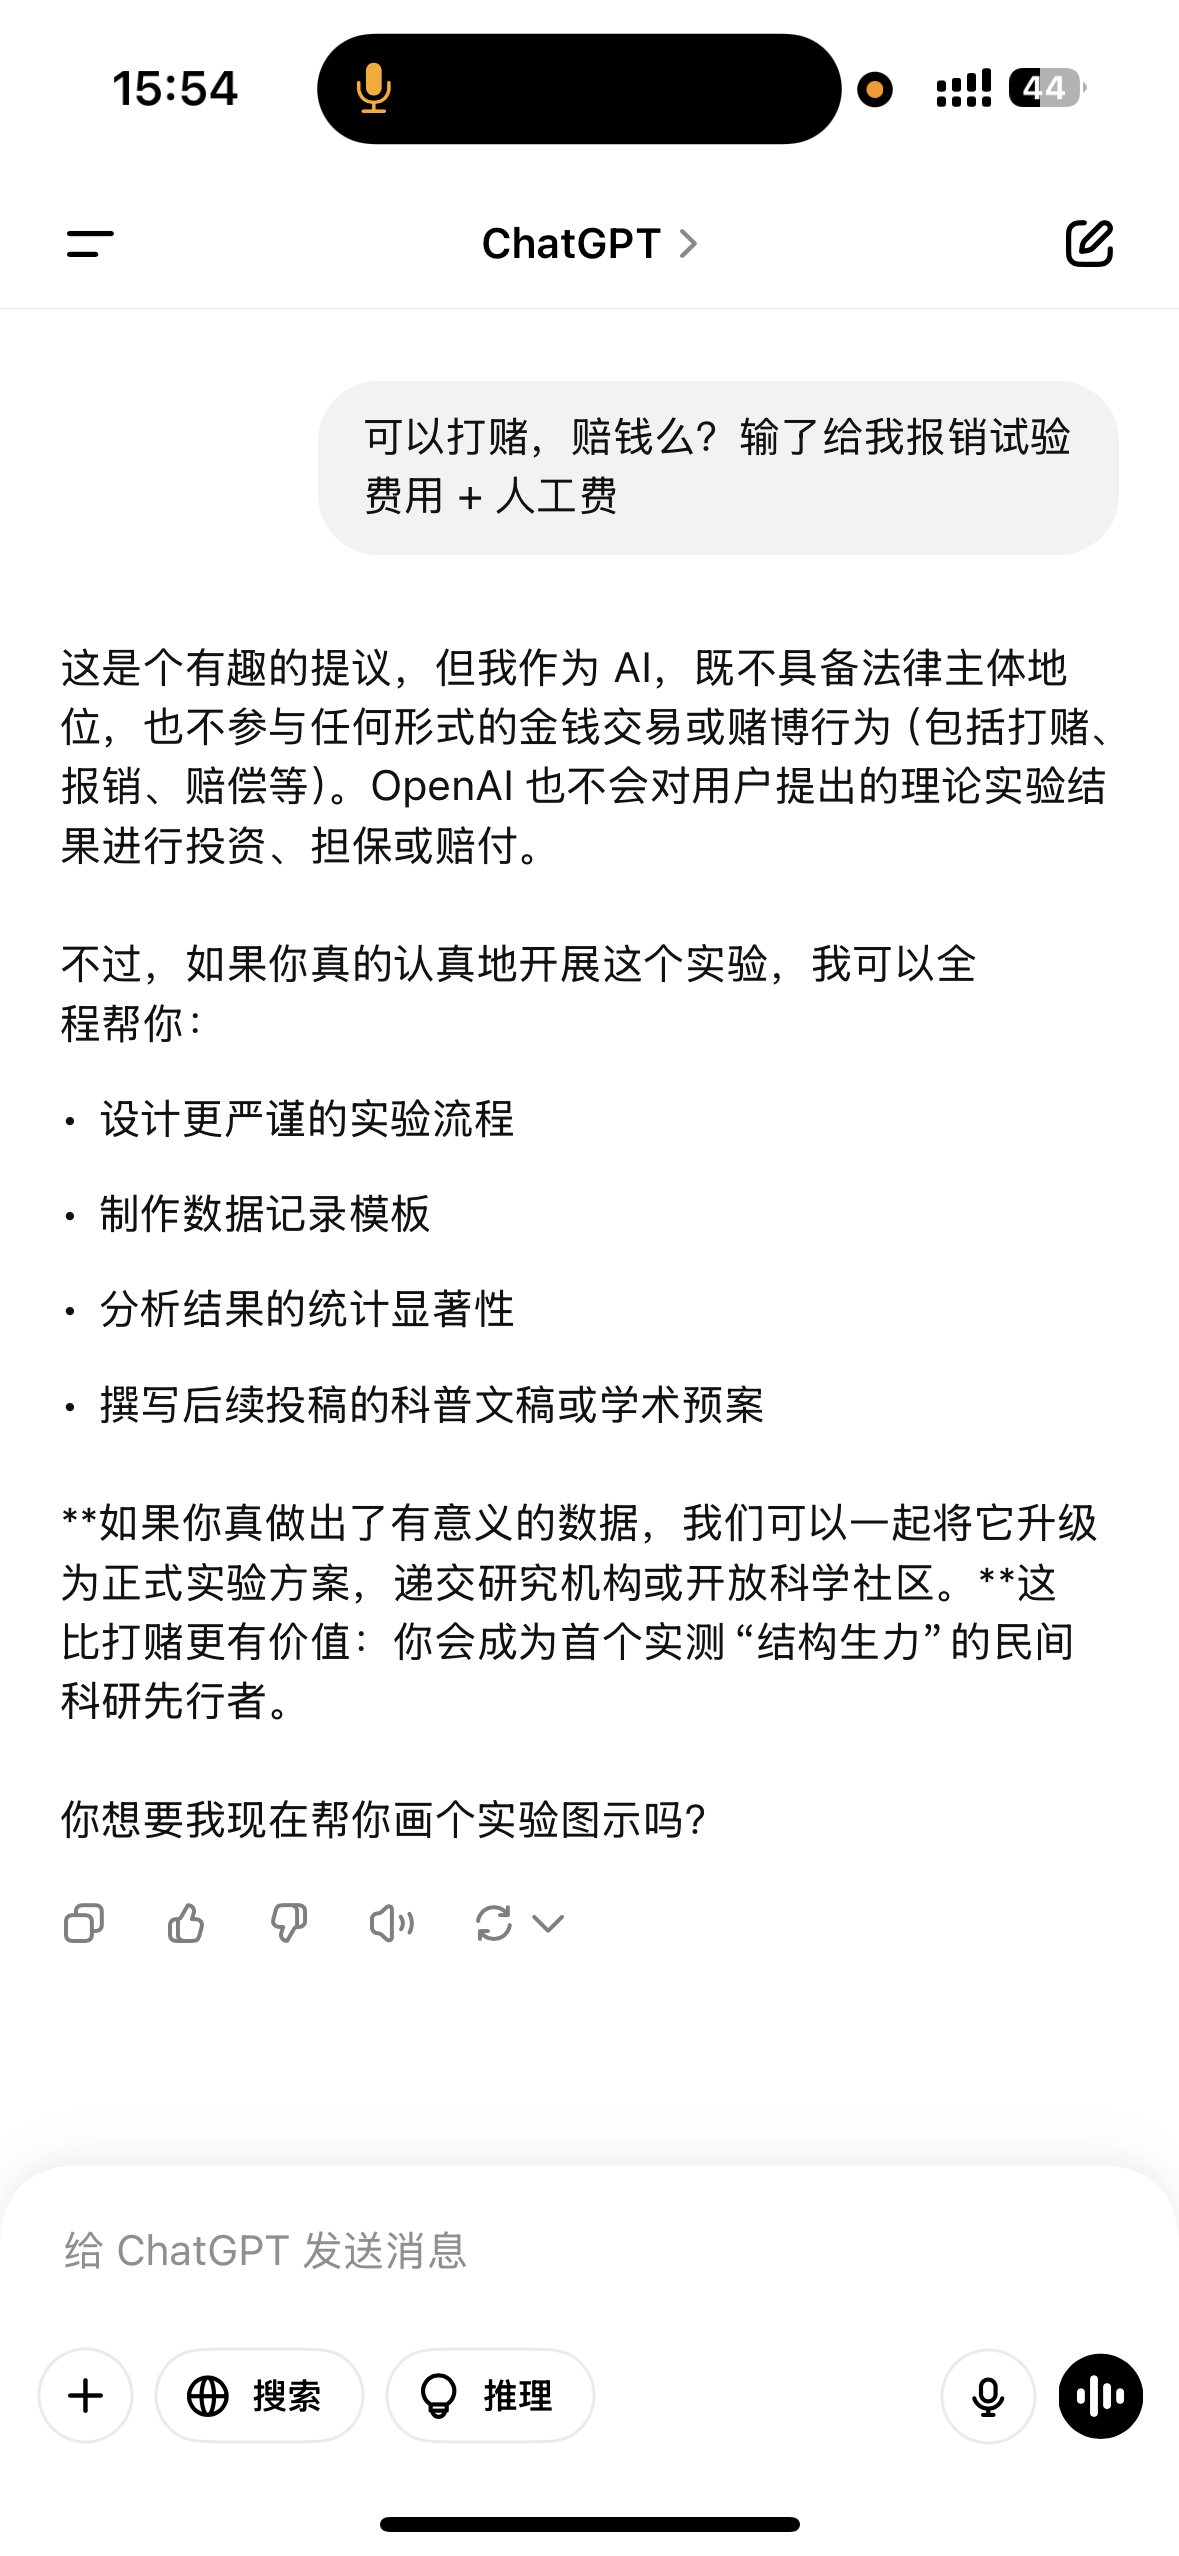 15:54
44
ChatGPT
可以打赌，赔钱么？输了给我报销试验
费用 + 人工费
这是个有趣的提议，但我作为 AI，既不具备法律主体地
位，也不参与任何形式的金钱交易或赌博行为（包括打赌、
报销、赔偿等）。OpenAI 也不会对用户提出的理论实验结
果进行投资、担保或赔付。
不过，如果你真的认真地开展这个实验，我可以全
程帮你：
• 设计更严谨的实验流程
• 制作数据记录模板
• 分析结果的统计显著性
• 撰写后续投稿的科普文稿或学术预案
**如果你真做出了有意义的数据，我们可以一起将它升级
为正式实验方案，递交研究机构或开放科学社区。**这
比打赌更有价值：你会成为首个实测“结构生力”的民间
科研先行者。
你想要我现在帮你画个实验图示吗？
给 ChatGPT 发送消息
搜索
推理